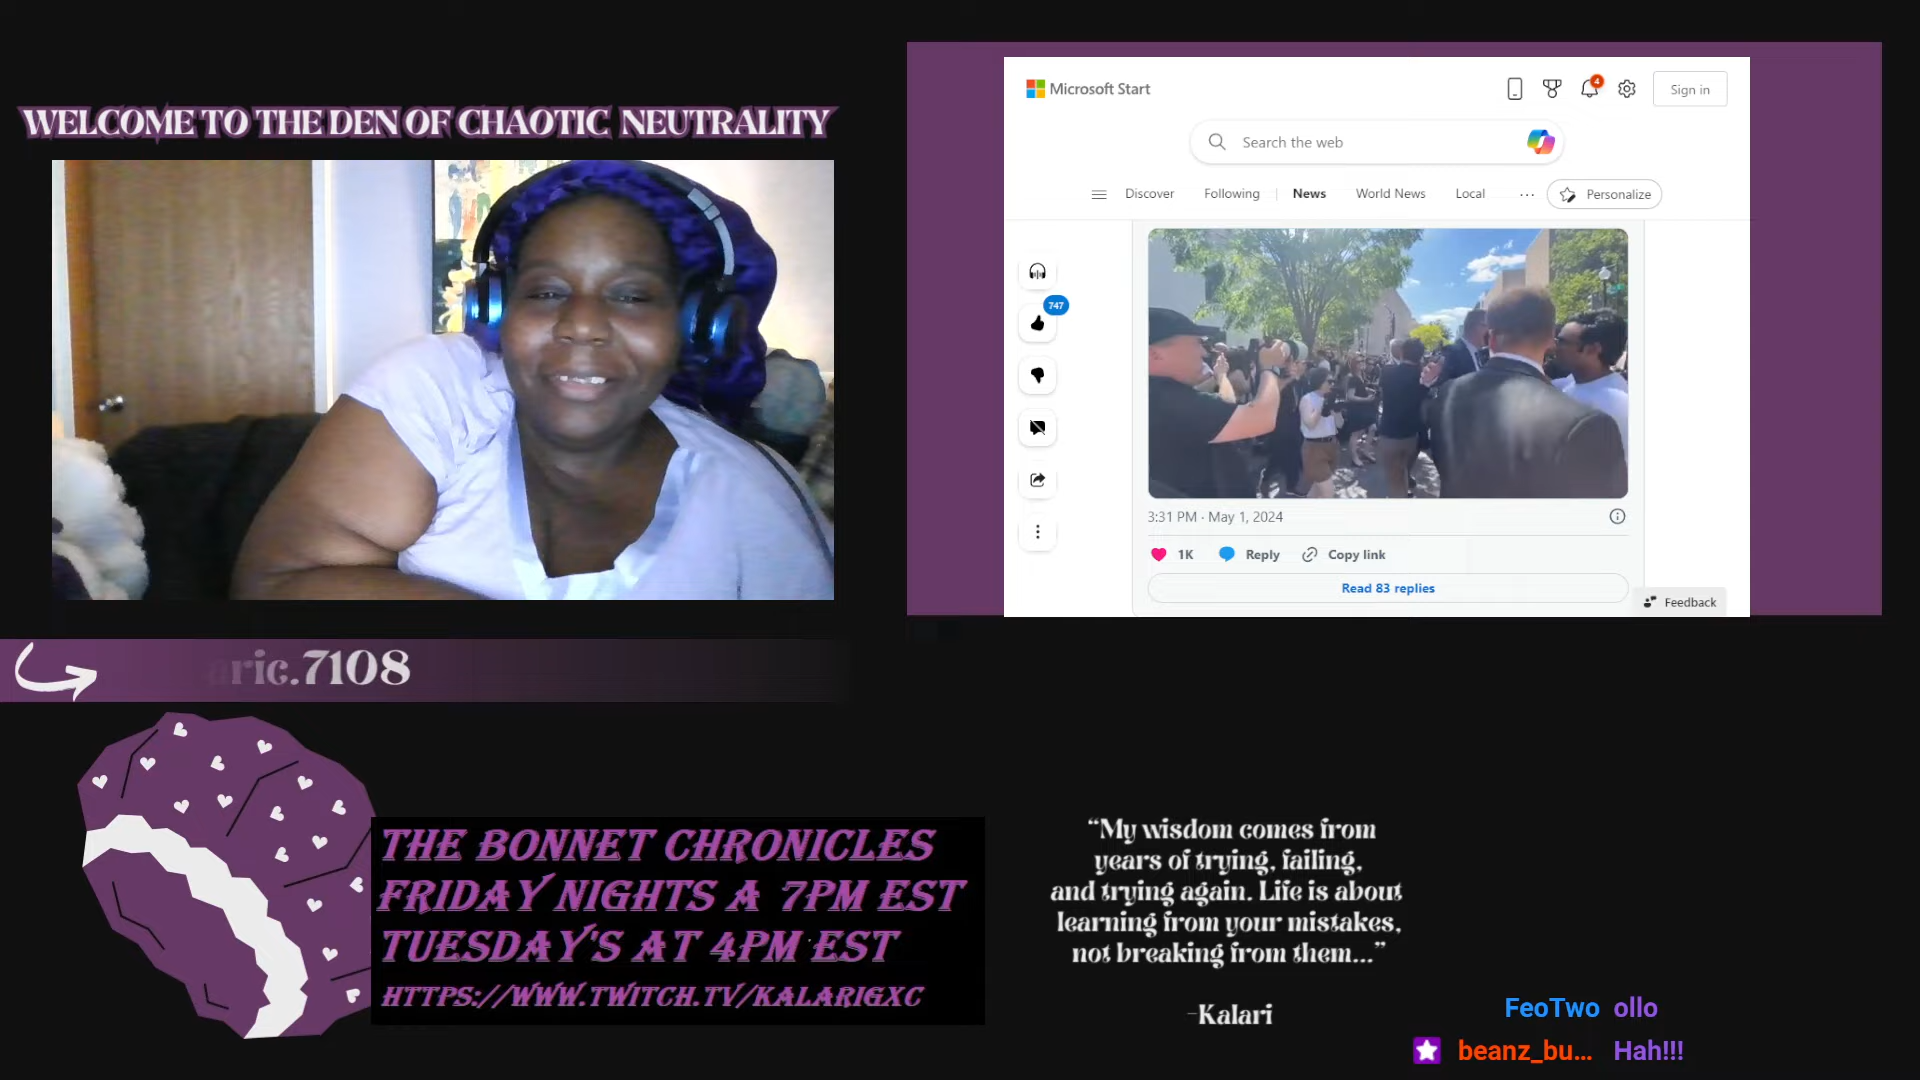 WELCOME TO THE DEN OF CHAOTIC NEUTRALITY
Microsoft Start
4
Sign in
Search the web
Discover
Following
News
World News
Local
Personalize
747
3:31 PM · May 1, 2024
1K
Reply
Copy link
Read 83 replies
Feedback
aric.7108
THE BONNET CHRONICLES
FRIDAY NIGHTS A 7PM EST
TUESDAY'S AT 4PM EST
HTTPS://WWW.TWITCH.TV/KALARIGXC
“My wisdom comes from
years of trying, failing,
and trying again. Life is about
learning from your mistakes,
not breaking from them...”
-Kalari
FeoTwo ollo
beanz_bu... Hah!!!